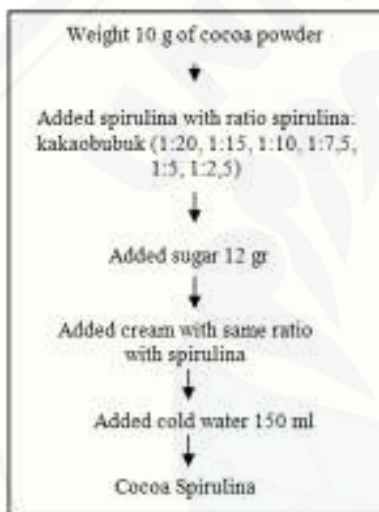 Weight 10 g of cocoa powder
Added spirulina with ratio spirulina:
kakaobubuk (1:20, 1:15, 1:10, 1:7,5,
1:5, 1:2,5)
Added sugar 12 gr
Added cream with same ratio
with spirulina
Added cold water 150 ml
Cocoa Spirulina